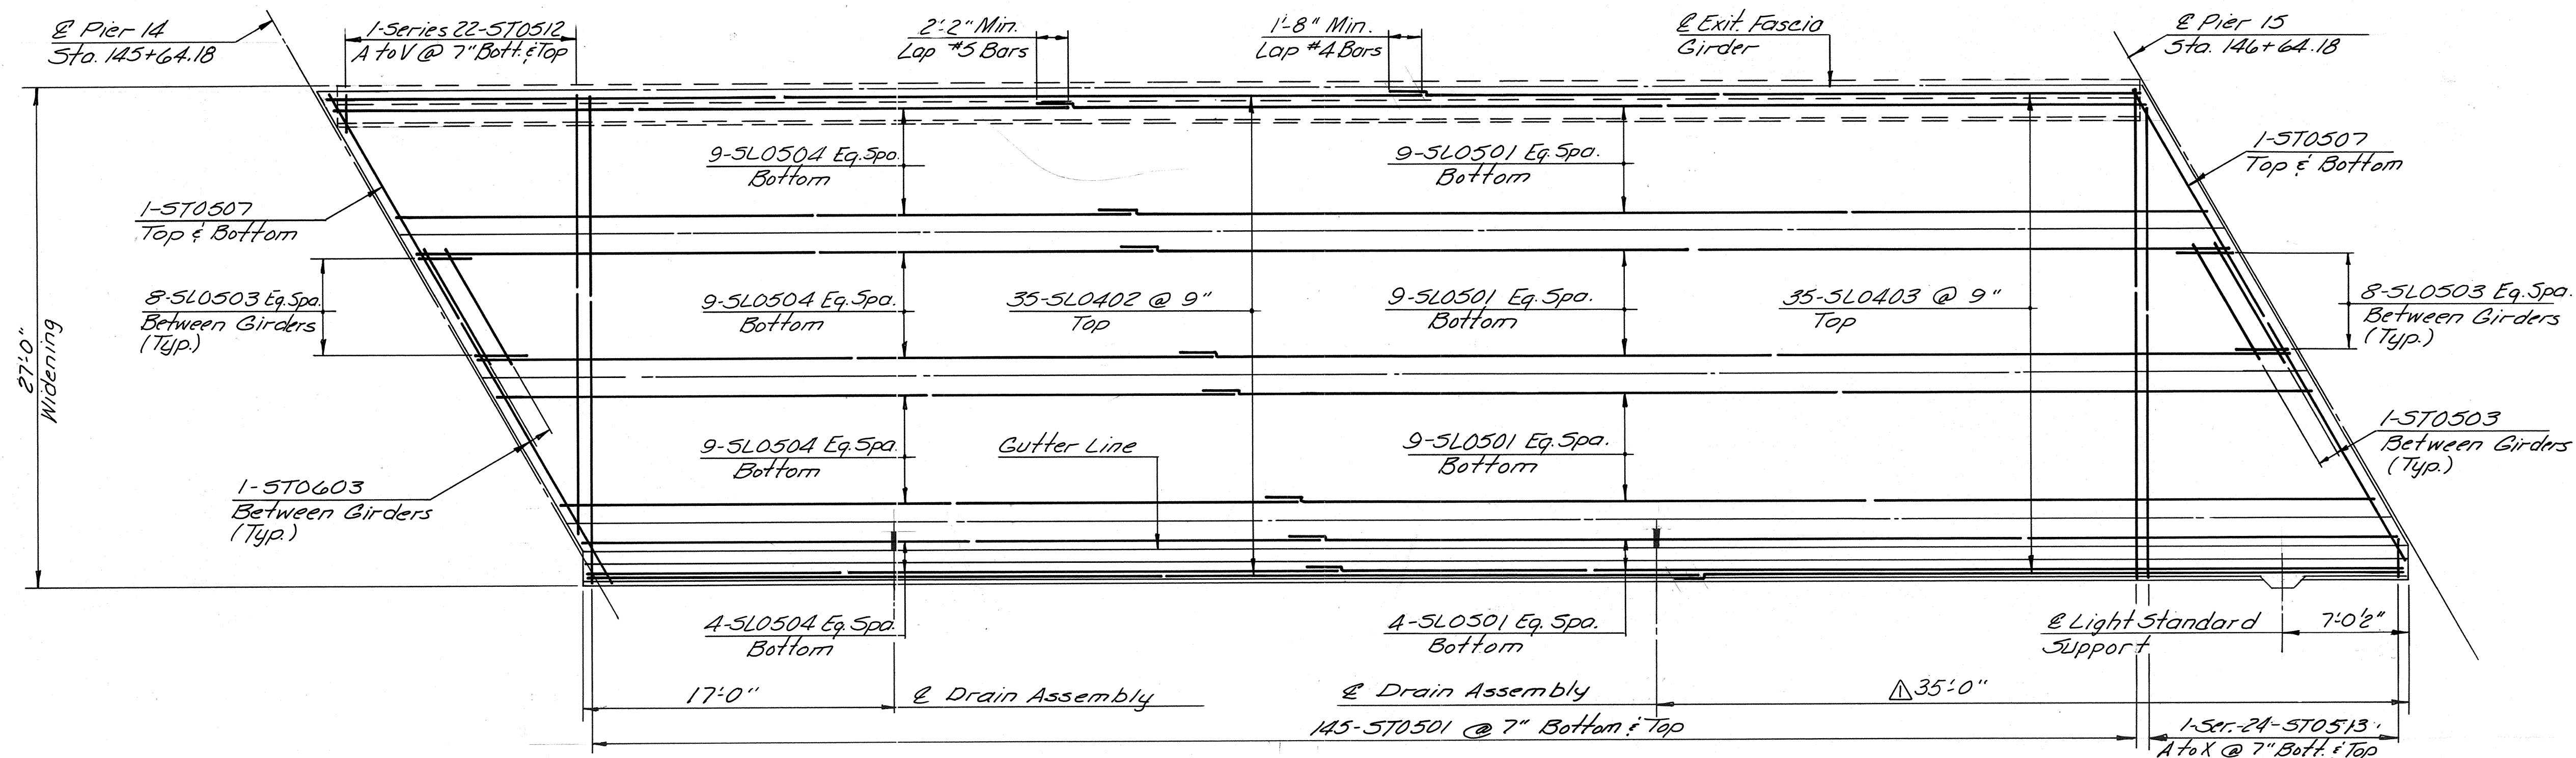 ℄ Pier 14
Sta. 145+64.18
1-Series 22-ST0512
A to V @ 7" Bott. & Top
2'-2" Min.
Lap #5 Bars
1'-8" Min.
Lap #4 Bars
℄ Exit. Fascia
Girder
℄ Pier 15
Sta. 146+64.18
9-SL0504 Eq. Spa.
Bottom
9-SL0501 Eq. Spa.
Bottom
1-ST0507
Top & Bottom
1-ST0507
Top & Bottom
27'-0"
Widening
8-SL0503 Eq. Spa.
Between Girders
(Typ.)
9-SL0504 Eq. Spa.
Bottom
35-SL0402 @ 9"
Top
9-SL0501 Eq. Spa.
Bottom
35-SL0403 @ 9"
Top
8-SL0503 Eq. Spa.
Between Girders
(Typ.)
1-ST0603
Between Girders
(Typ.)
9-SL0504 Eq. Spa.
Bottom
Gutter Line
9-SL0501 Eq. Spa.
Bottom
1-ST0503
Between Girders
(Typ.)
4-SL0504 Eq. Spa.
Bottom
4-SL0501 Eq. Spa.
Bottom
℄ Light Standard
Support
7'-0½"
17'-0"
℄ Drain Assembly
℄ Drain Assembly
1 35'-0"
145-ST0501 @ 7" Bottom & Top
1-Ser.-24-ST0513
A to X @ 7" Bott. & Top